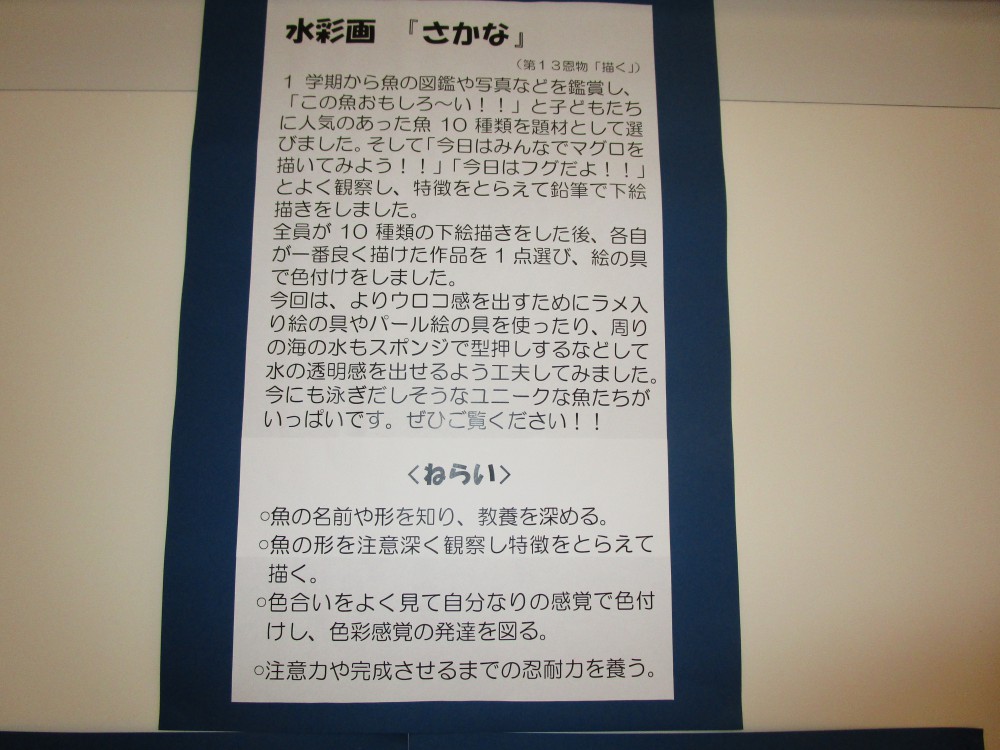 水彩画 『さかな』
(第13恩物「描く」)
1 学期から魚の図鑑や写真などを鑑賞し、
「この魚おもしろ~い!!」と子どもたち
に人気のあった魚 10 種類を題材として選
びました。そして「今日はみんなでマグロを
描いてみよう!!」「今日はフグだよ!!」
とよく観察し、特徴をとらえて鉛筆で下絵
描きをしました。
全員が 10 種類の下絵描きをした後、各自
が一番良く描けた作品を 1 点選び、絵の具
で色付けをしました。
今回は、よりウロコ感を出すためにラメ入
り絵の具やパール絵の具を使ったり、周り
の海の水もスポンジで型押しするなどして
水の透明感を出せるよう工夫してみました。
今にも泳ぎだしそうなユニークな魚たちが
いっぱいです。ぜひご覧ください!!
<ねらい>
○魚の名前や形を知り、教養を深める。
○魚の形を注意深く観察し特徴をとらえて
描く。
○色合いをよく見て自分なりの感覚で色付
けし、色彩感覚の発達を図る。
○注意力や完成させるまでの忍耐力を養う。